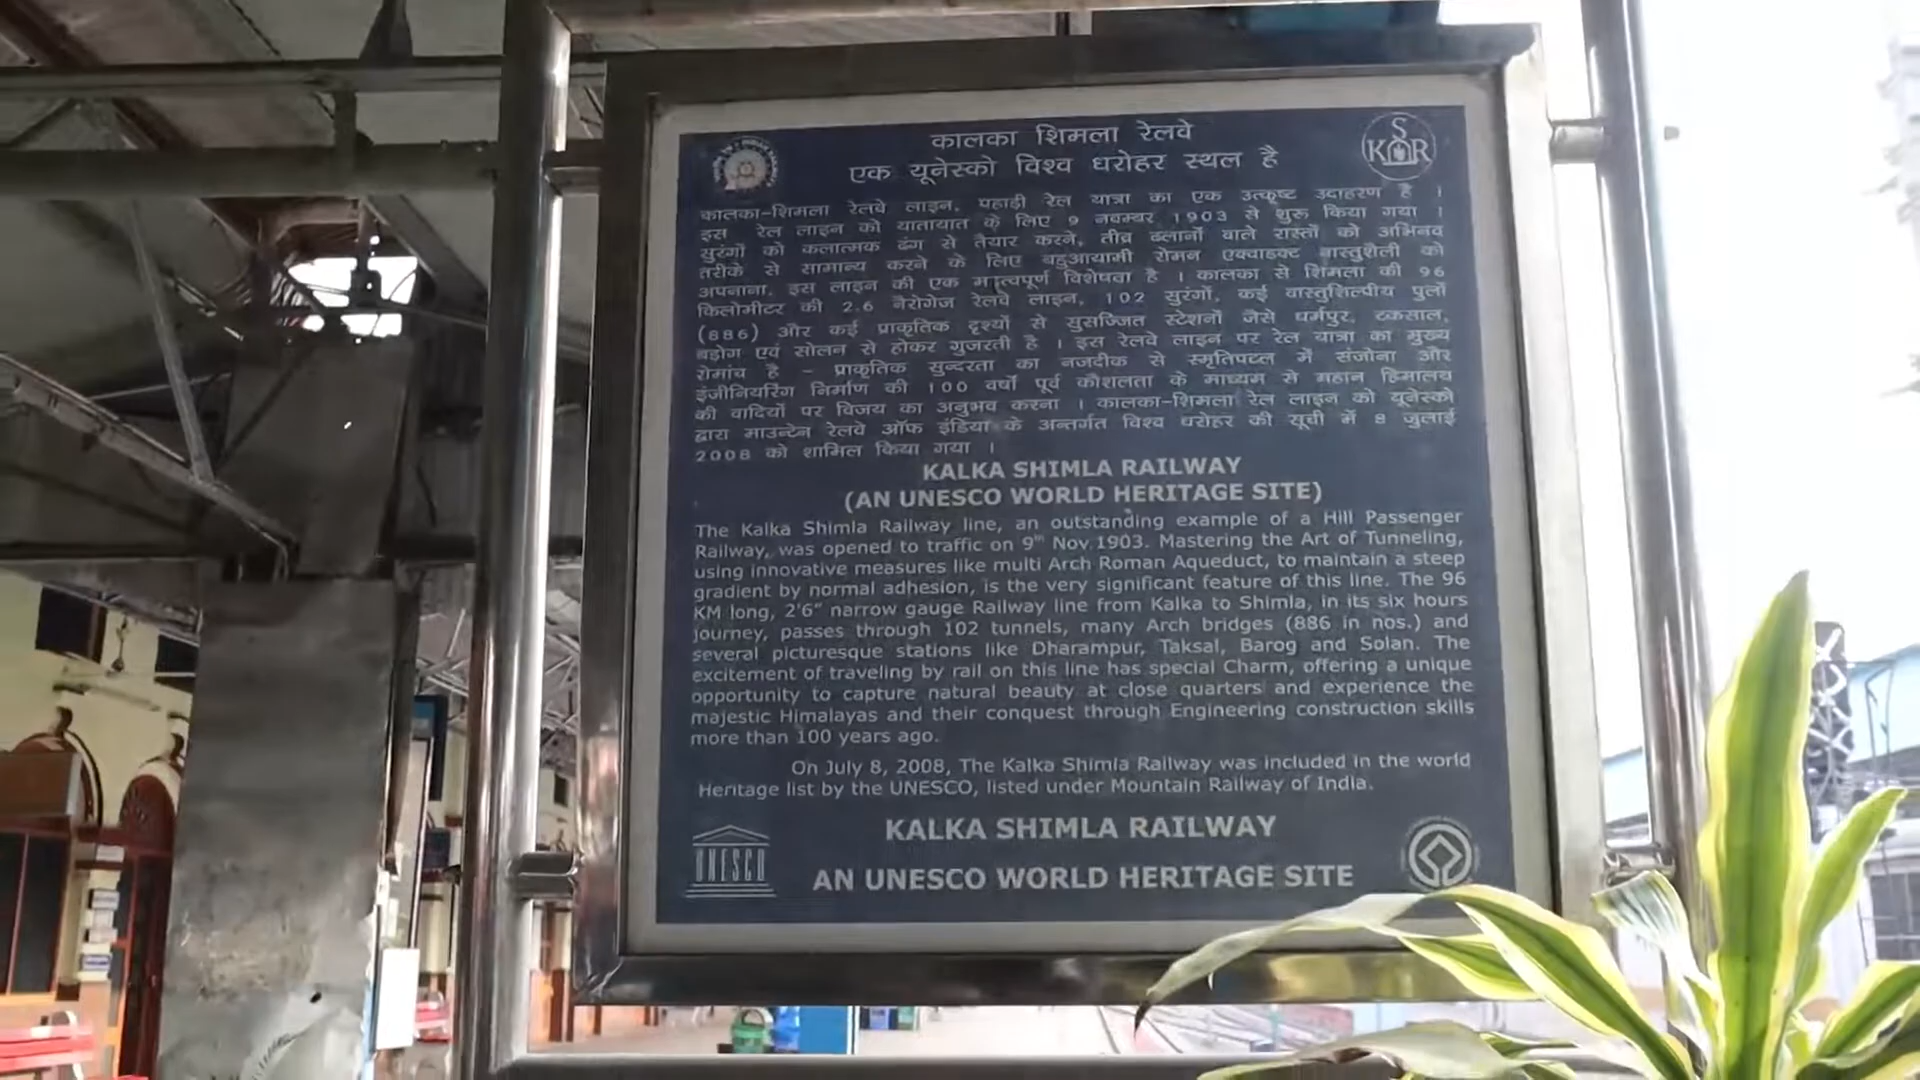 कालका शिमला रेलवे
एक यूनेस्को विश्व धरोहर स्थल है
S
KR
कालका-शिमला रेलवे लाइन, पहाड़ी रेल यात्रा का एक उत्कृष्ट उदाहरण है ।
इस रेल लाइन को यातायात के लिए 9 नवम्बर 1903 से शुरू किया गया ।
सुरंगों को कलात्मक ढंग से तैयार करने, तीव्र ढलानों वाले रास्तों को अभिनव
तरीके से सामान्य करने के लिए बहुआयामी रोमन एक्वाडक्ट वास्तुशैली को
अपनाना, इस लाइन की एक महत्वपूर्ण विशेषता है । कालका से शिमला की 96
किलोमीटर की 2.6 नैरोगेज रेलवे लाइन, 102 सुरंगों, कई वास्तुशिल्पीय पुलों
(886) और कई प्राकृतिक दृश्यों से सुसज्जित स्टेशनों जैसे धर्मपुर, टकसाल,
बड़ोग एवं सोलन से होकर गुजरती है । इस रेलवे लाइन पर रेल यात्रा का मुख्य
रोमांच है – प्राकृतिक सुन्दरता का नजदीक से स्मृतिपटल में संजोना और
इंजीनियरिंग निर्माण की 100 वर्षों पूर्व कौशलता के माध्यम से महान हिमालय
की वादियों पर विजय का अनुभव करना । कालका-शिमला रेल लाइन को यूनेस्को
द्वारा माउन्टेन रेलवे ऑफ इंडिया के अन्तर्गत विश्व धरोहर की सूची में 8 जुलाई
2008 को शामिल किया गया ।
KALKA SHIMLA RAILWAY
(AN UNESCO WORLD HERITAGE SITE)
The Kalka Shimla Railway line, an outstanding example of a Hill Passenger
Railway, was opened to traffic on 9th Nov 1903. Mastering the Art of Tunneling,
using innovative measures like multi Arch Roman Aqueduct, to maintain a steep
gradient by normal adhesion, is the very significant feature of this line. The 96
KM long, 2'6" narrow gauge Railway line from Kalka to Shimla, in its six hours
journey, passes through 102 tunnels, many Arch bridges (886 in nos.) and
several picturesque stations like Dharampur, Taksal, Barog and Solan. The
excitement of traveling by rail on this line has special Charm, offering a unique
opportunity to capture natural beauty at close quarters and experience the
majestic Himalayas and their conquest through Engineering construction skills
more than 100 years ago.
On July 8, 2008, The Kalka Shimla Railway was included in the world
Heritage list by the UNESCO, listed under Mountain Railway of India.
KALKA SHIMLA RAILWAY
UNESCO
AN UNESCO WORLD HERITAGE SITE